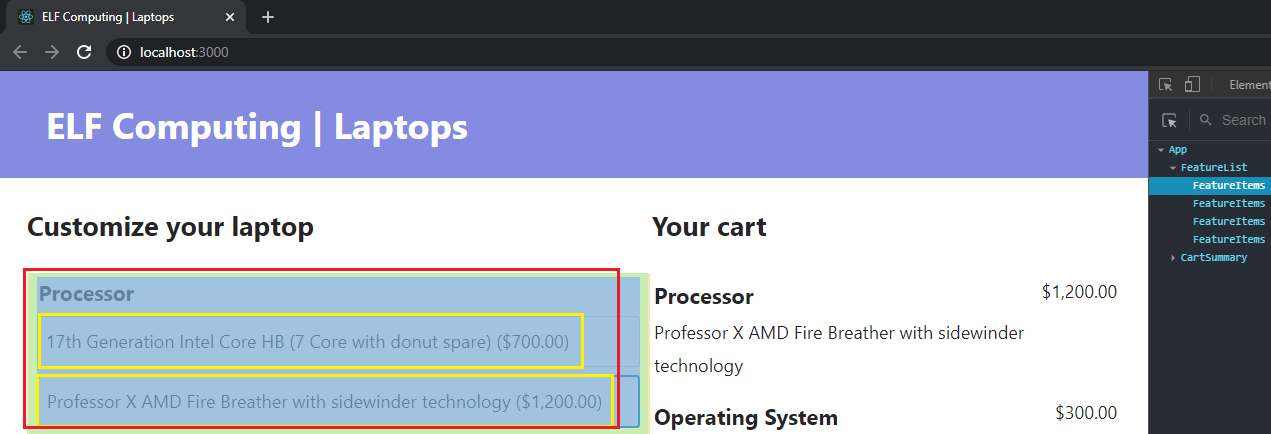 ELF Computing | Laptops
localhost:3000
ELF Computing | Laptops
Customize your laptop
Processor
17th Generation Intel Core HB (7 Core with donut spare) ($700.00)
Professor X AMD Fire Breather with sidewinder technology ($1,200.00)
Your cart
Processor
$1,200.00
Professor X AMD Fire Breather with sidewinder
technology
Operating System
$300.00
Element
Search
App
FeatureList
FeatureItems
FeatureItems
FeatureItems
FeatureItems
CartSummary